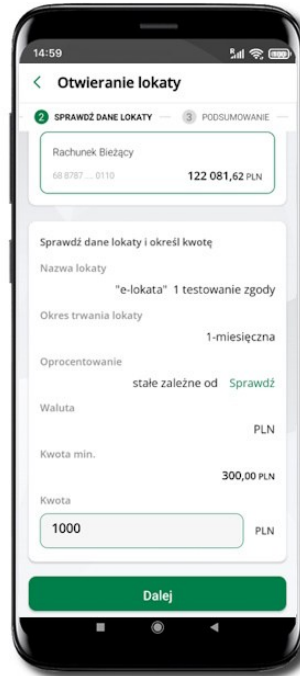 14:59
Otwieranie lokaty
2 SPRAWDŹ DANE LOKATY 3 PODSUMOWANIE
Rachunek Bieżący
68 8787 ... 0110 122 081,62 PLN
Sprawdź dane lokaty i określ kwotę
Nazwa lokaty
"e-lokata" 1 testowanie zgody
Okres trwania lokaty
1-miesięczna
Oprocentowanie
stałe zależne od Sprawdź
Waluta
PLN
Kwota min.
300,00 PLN
Kwota
1000 PLN
Dalej